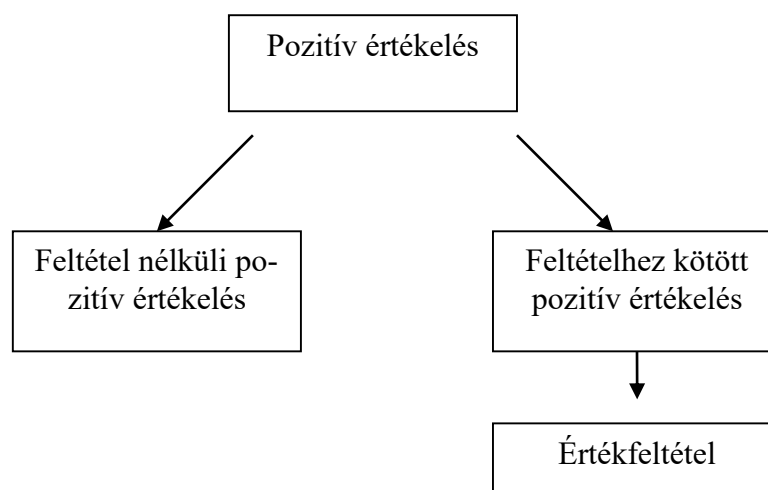 Pozitív értékelés
Feltétel nélküli po-
zitív értékelés
Feltételhez kötött
pozitív értékelés
Értékfeltétel